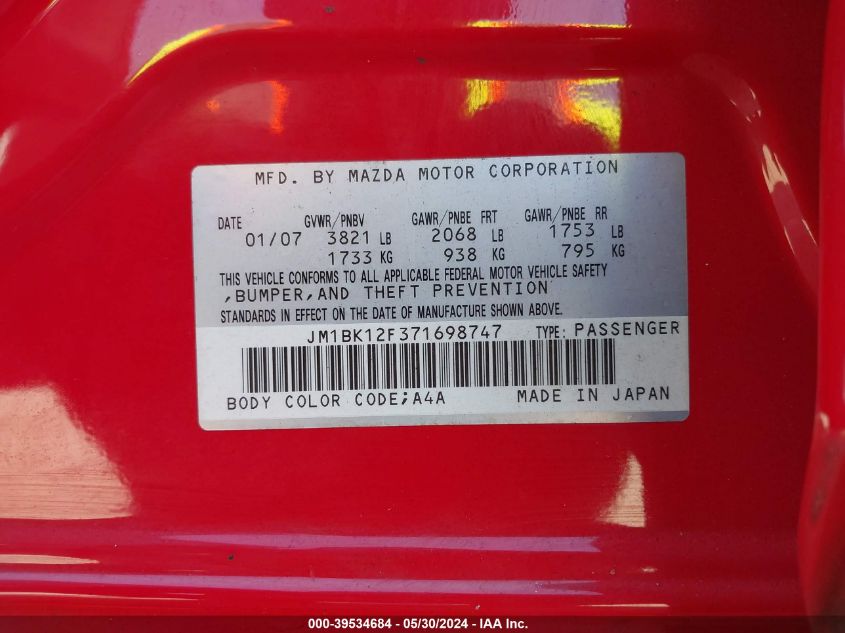 MFD. BY MAZDA MOTOR CORPORATION
DATE GVWR/PNBV GAWR/PNBE FRT GAWR/PNBE RR
01/07 3821 LB 2068 LB 1753 LB
1733 KG 938 KG 795 KG
THIS VEHICLE CONFORMS TO ALL APPLICABLE FEDERAL MOTOR VEHICLE SAFETY
,BUMPER,AND THEFT PREVENTION
STANDARDS IN EFFECT ON THE DATE OF MANUFACTURE SHOWN ABOVE.
JM1BK12F371698747 TYPE: PASSENGER
BODY COLOR CODE;A4A MADE IN JAPAN
000-39534684 - 05/30/2024 - IAA Inc.